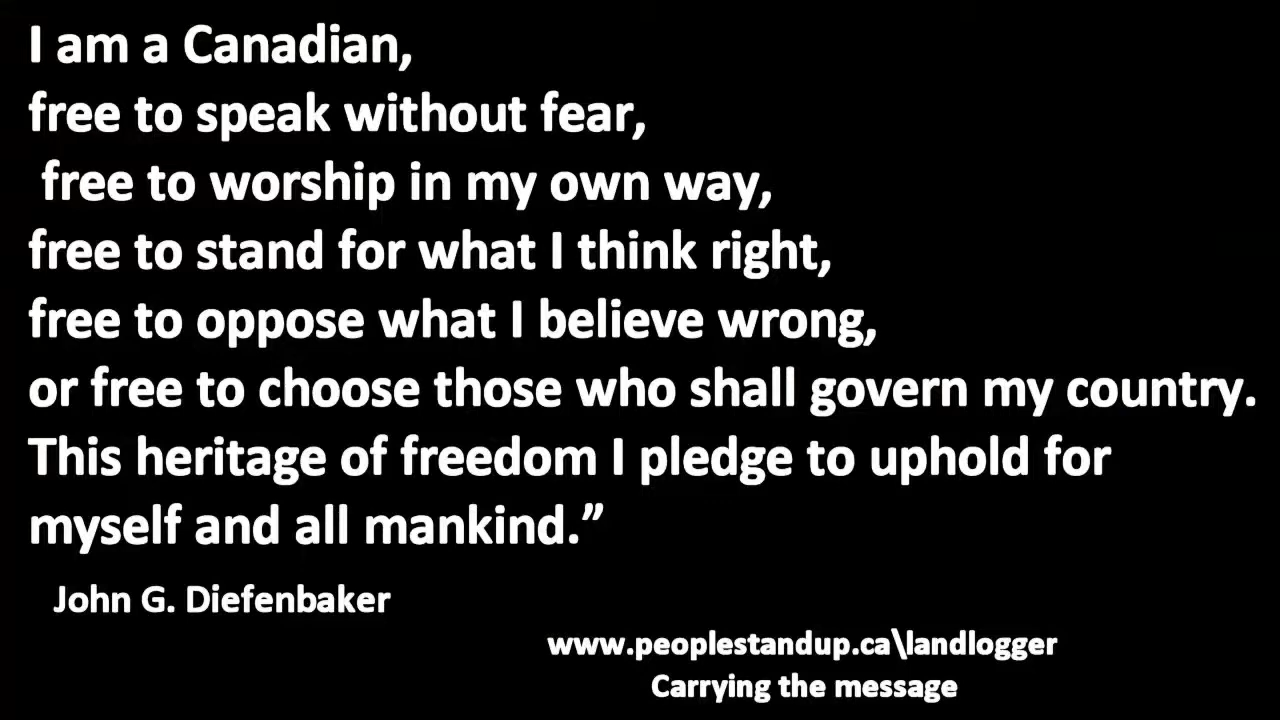 I am a Canadian,
free to speak without fear,
free to worship in my own way,
free to stand for what I think right,
free to oppose what I believe wrong,
or free to choose those who shall govern my country.
This heritage of freedom I pledge to uphold for
myself and all mankind.”
John G. Diefenbaker
www.peoplestandup.ca\landlogger
Carrying the message